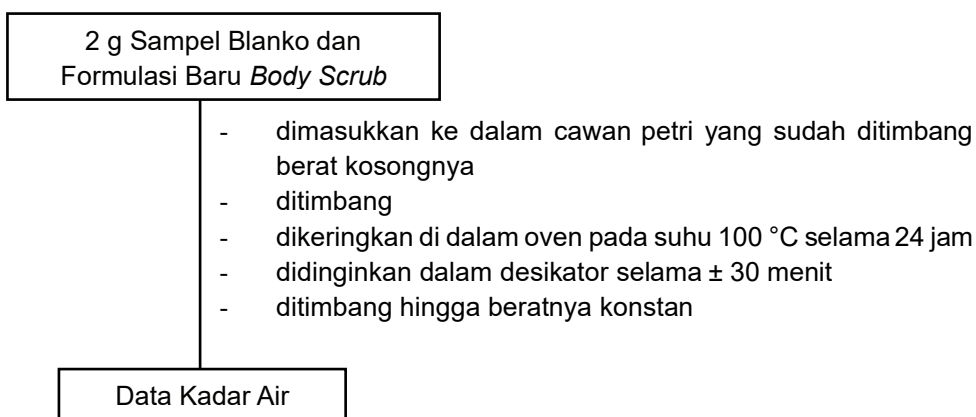 2 g Sampel Blanko dan
Formulasi Baru Body Scrub
- dimasukkan ke dalam cawan petri yang sudah ditimbang
berat kosongnya
- ditimbang
- dikeringkan di dalam oven pada suhu 100 °C selama 24 jam
- didinginkan dalam desikator selama ± 30 menit
- ditimbang hingga beratnya konstan
Data Kadar Air